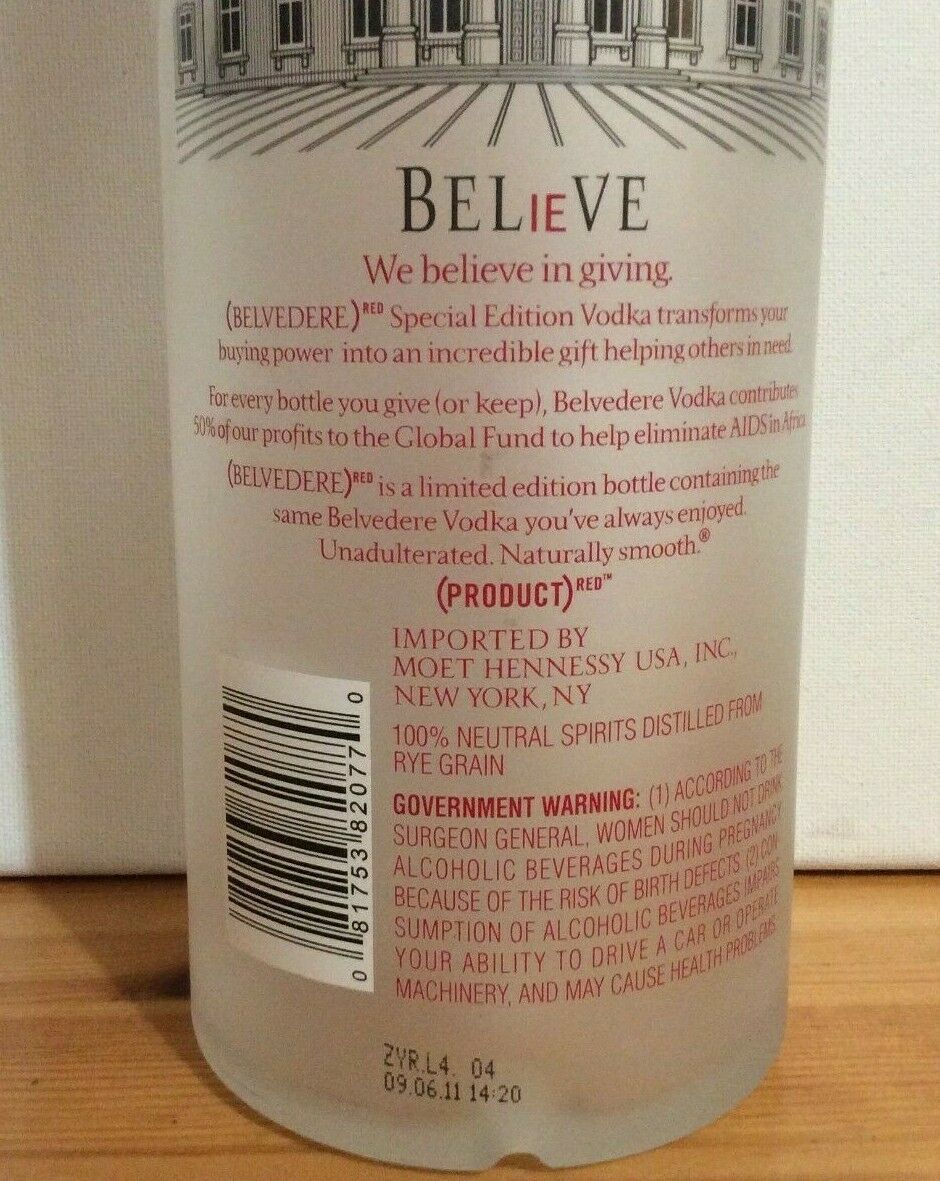 BELIEVE
We believe in giving.
(BELVEDERE)RED Special Edition Vodka transforms your
buying power into an incredible gift helping others in need.
For every bottle you give (or keep), Belvedere Vodka contributes
50% of our profits to the Global Fund to help eliminate AIDS in Africa.
(BELVEDERE)RED is a limited edition bottle containing the
same Belvedere Vodka you've always enjoyed.
Unadulterated. Naturally smooth.®
(PRODUCT)RED™
IMPORTED BY
MOET HENNESSY USA, INC.,
NEW YORK, NY
100% NEUTRAL SPIRITS DISTILLED FROM
RYE GRAIN
GOVERNMENT WARNING: (1) ACCORDING TO THE
SURGEON GENERAL, WOMEN SHOULD NOT DRINK
ALCOHOLIC BEVERAGES DURING PREGNANCY
BECAUSE OF THE RISK OF BIRTH DEFECTS. (2) CON-
SUMPTION OF ALCOHOLIC BEVERAGES IMPAIRS
YOUR ABILITY TO DRIVE A CAR OR OPERATE
MACHINERY, AND MAY CAUSE HEALTH PROBLEMS.
0 81753 82077 0
ZYR.L4. 04
09.06.11 14:20